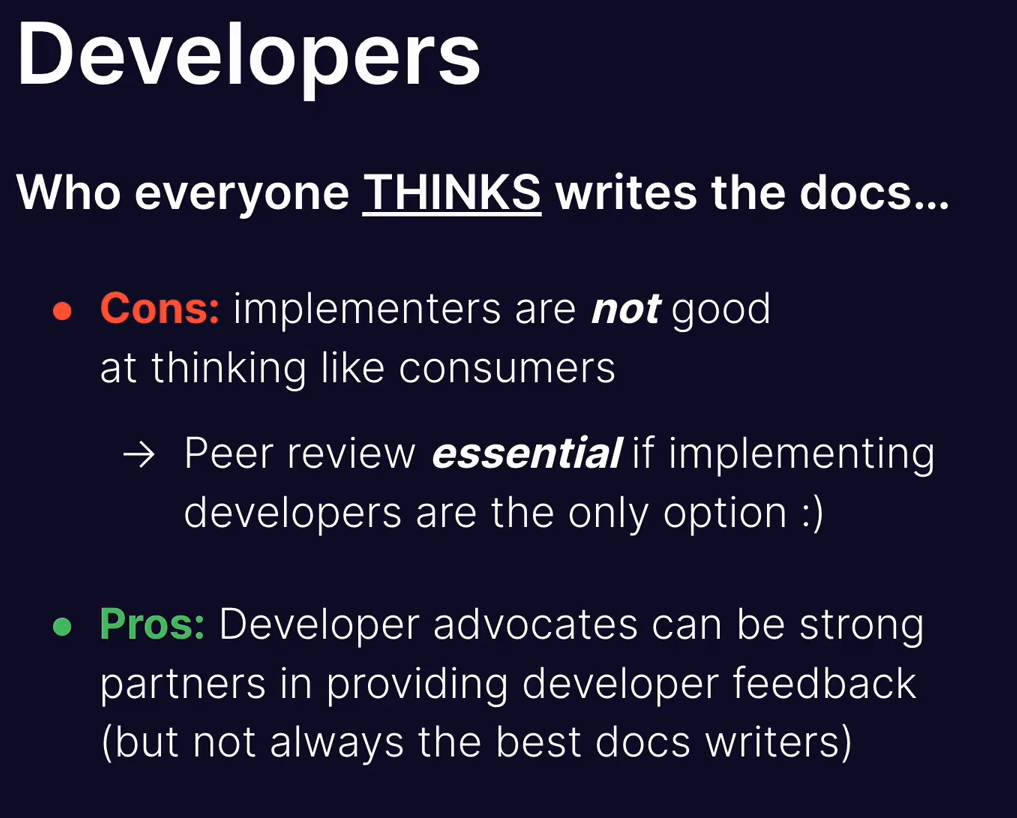 Developers
Who everyone THINKS writes the docs...
● Cons: implementers are not good
at thinking like consumers
→ Peer review essential if implementing
developers are the only option :)
● Pros: Developer advocates can be strong
partners in providing developer feedback
(but not always the best docs writers)